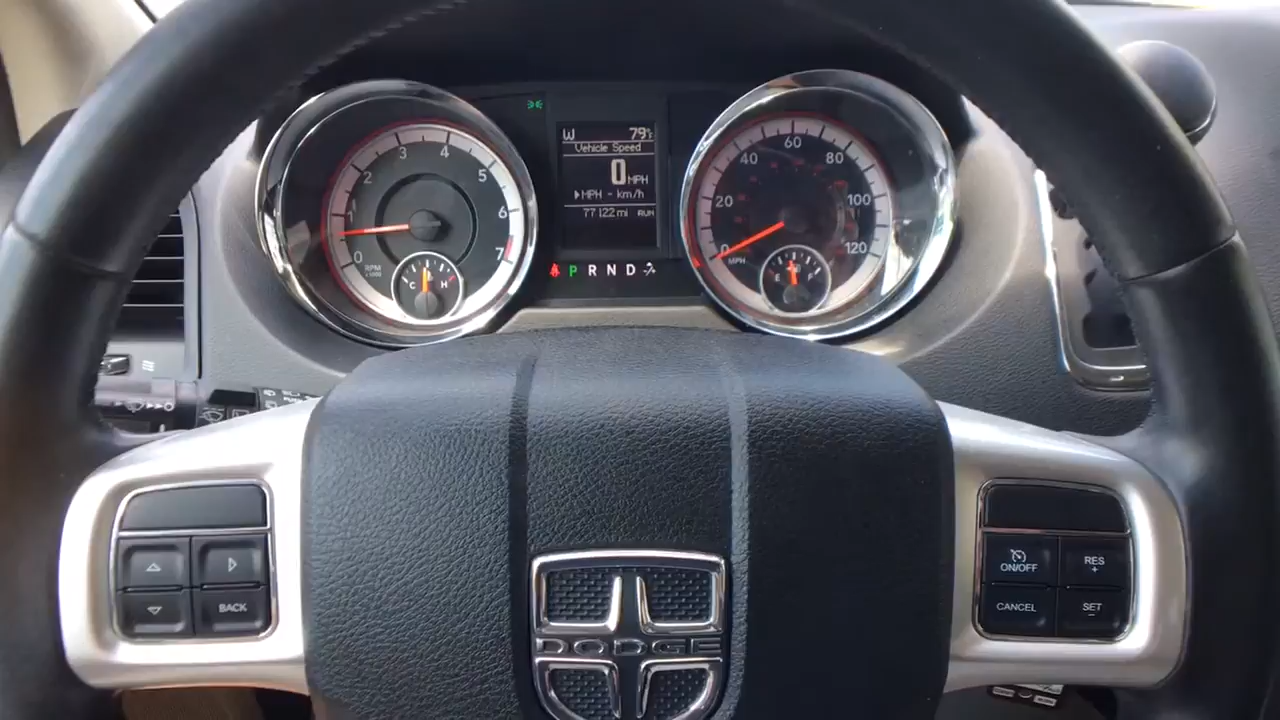 W 79°F
Vehicle Speed
0 MPH
MPH - km/h
77122 mi RUN
P R N D
0 1 2 3 4 5 6 7
RPM
x1000
C H
0 20 40 60 80 100 120
MPH
E F
BACK
ON/OFF
RES
+
CANCEL
SET
-
DODGE